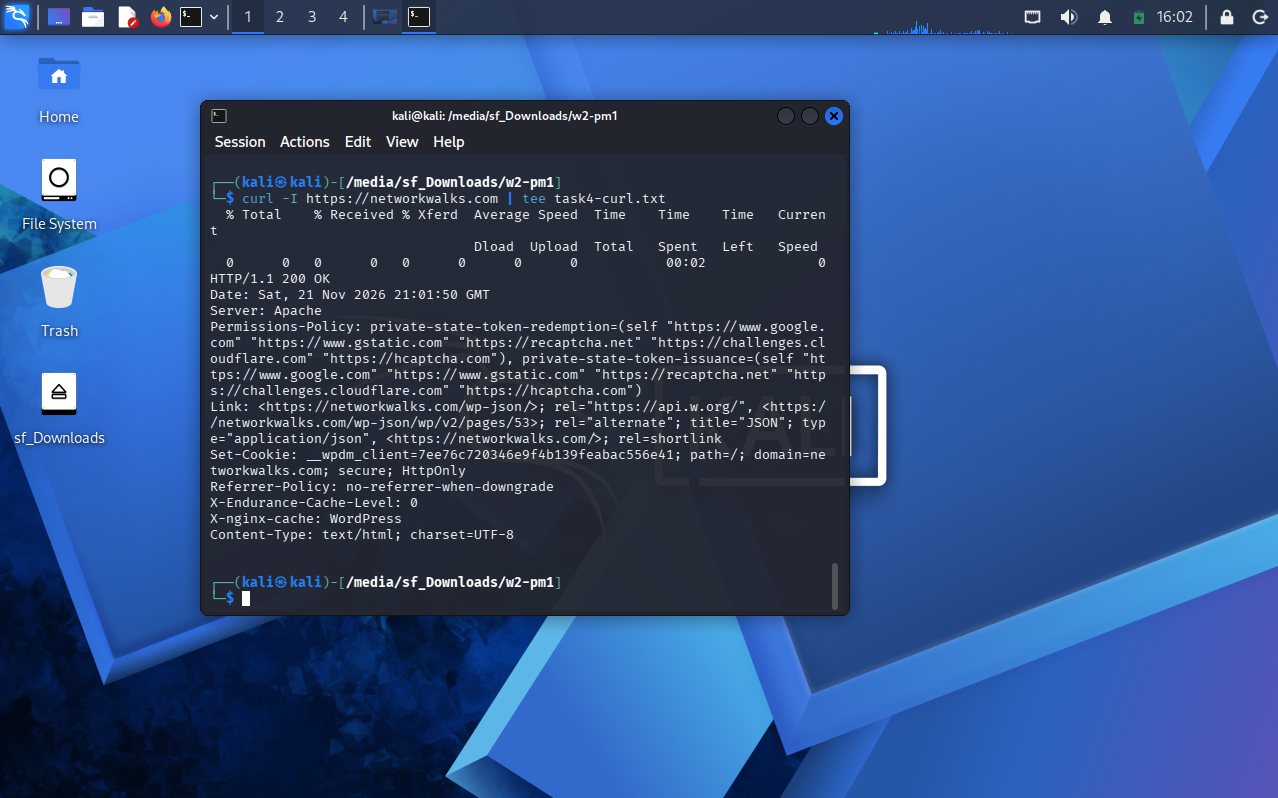 1 2 3 4 16:02
Home
File System
Trash
sf_Downloads
kali@kali: /media/sf_Downloads/w2-pm1
Session Actions Edit View Help
┌──(kali㉿kali)-[/media/sf_Downloads/w2-pm1]
└─$ curl -I https://networkwalks.com | tee task4-curl.txt
  % Total    % Received % Xferd  Average Speed  Time    Time    Time   Curren
t
                                 Dload  Upload  Total   Spent   Left   Speed
  0      0   0      0   0      0      0      0           00:02              0
HTTP/1.1 200 OK
Date: Sat, 21 Nov 2026 21:01:50 GMT
Server: Apache
Permissions-Policy: private-state-token-redemption=(self "https://www.google.
com" "https://www.gstatic.com" "https://recaptcha.net" "https://challenges.cl
oudflare.com" "https://hcaptcha.com"), private-state-token-issuance=(self "ht
tps://www.google.com" "https://www.gstatic.com" "https://recaptcha.net" "http
s://challenges.cloudflare.com" "https://hcaptcha.com")
Link: <https://networkwalks.com/wp-json/>; rel="https://api.w.org/", <https:/
/networkwalks.com/wp-json/wp/v2/pages/53>; rel="alternate"; title="JSON"; typ
e="application/json", <https://networkwalks.com/>; rel=shortlink
Set-Cookie: __wpdm_client=7ee76c720346e9f4b139feabac556e41; path=/; domain=ne
tworkwalks.com; secure; HttpOnly
Referrer-Policy: no-referrer-when-downgrade
X-Endurance-Cache-Level: 0
X-nginx-cache: WordPress
Content-Type: text/html; charset=UTF-8
┌──(kali㉿kali)-[/media/sf_Downloads/w2-pm1]
└─$
KALI